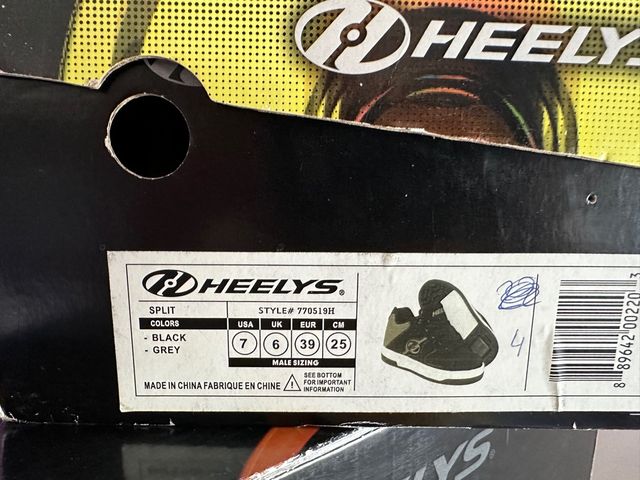 HEELYS
HEELYS®
SPLIT
STYLE# 770519H
COLORS
USA UK EUR CM
- BLACK
- GREY
7 6 39 25
MALE SIZING
MADE IN CHINA FABRIQUE EN CHINE
SEE BOTTOM
FOR IMPORTANT
INFORMATION
4
8 89642 00220 3
LYS